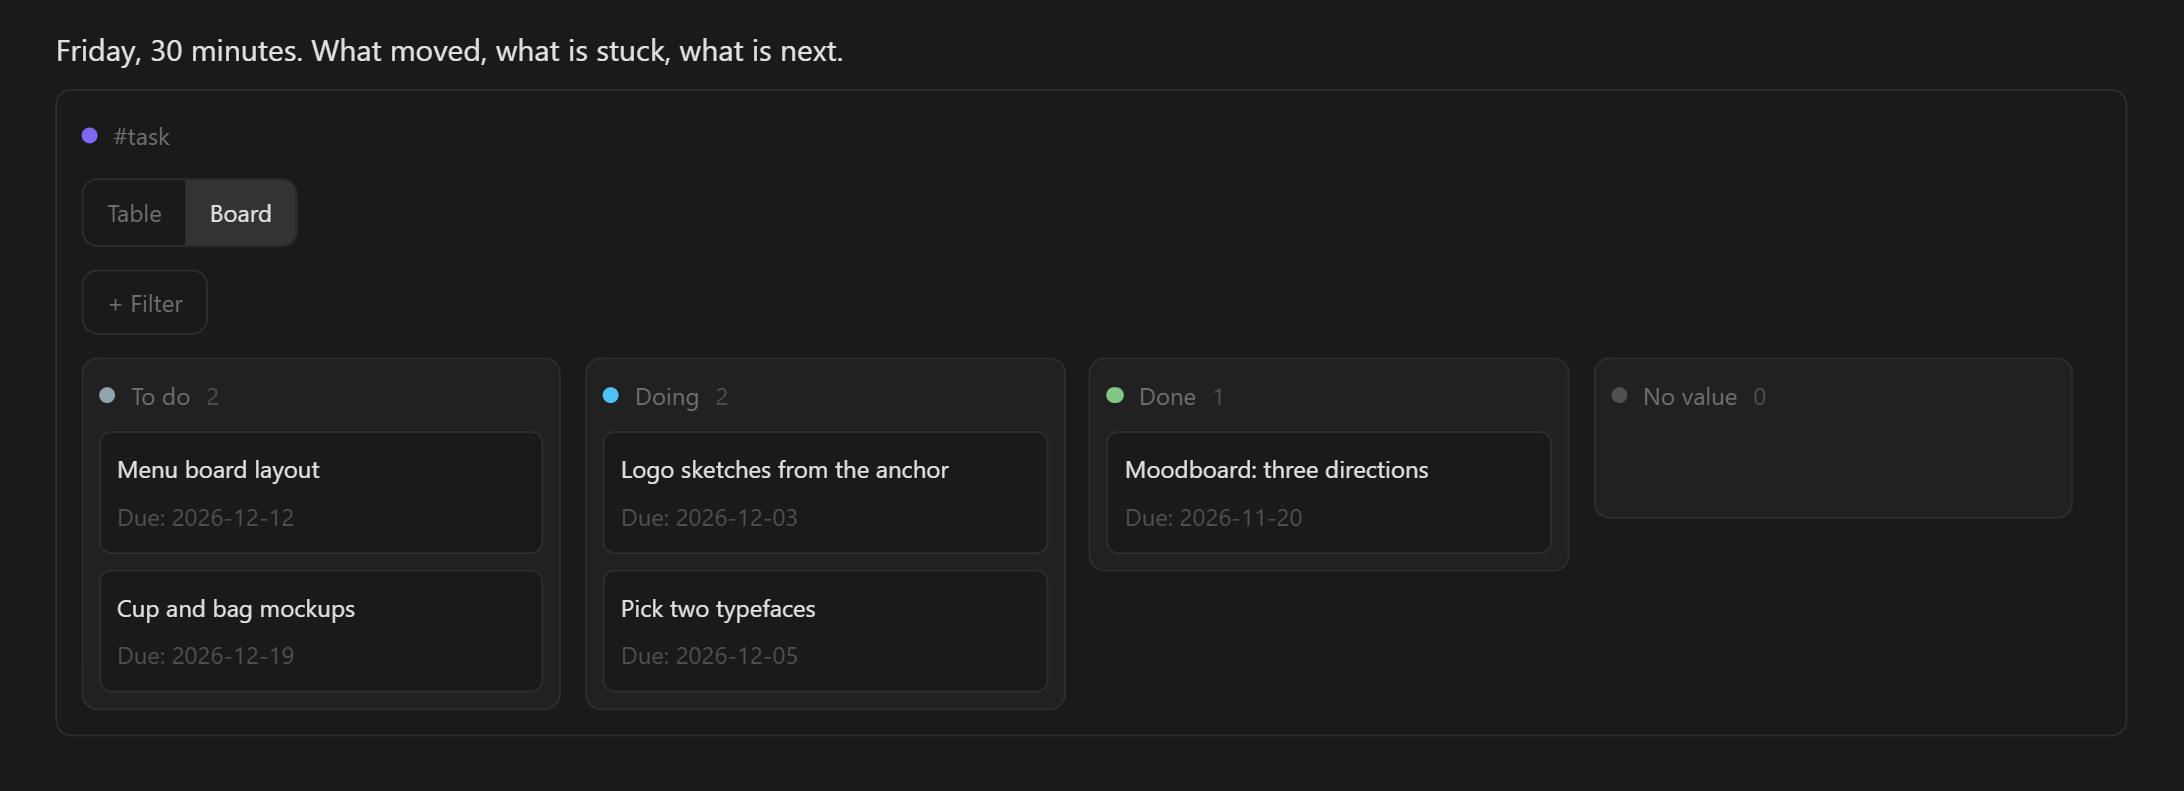 Friday, 30 minutes. What moved, what is stuck, what is next.
#task
Table Board
+ Filter
To do 2
Menu board layout
Due: 2026-12-12
Cup and bag mockups
Due: 2026-12-19
Doing 2
Logo sketches from the anchor
Due: 2026-12-03
Pick two typefaces
Due: 2026-12-05
Done 1
Moodboard: three directions
Due: 2026-11-20
No value 0